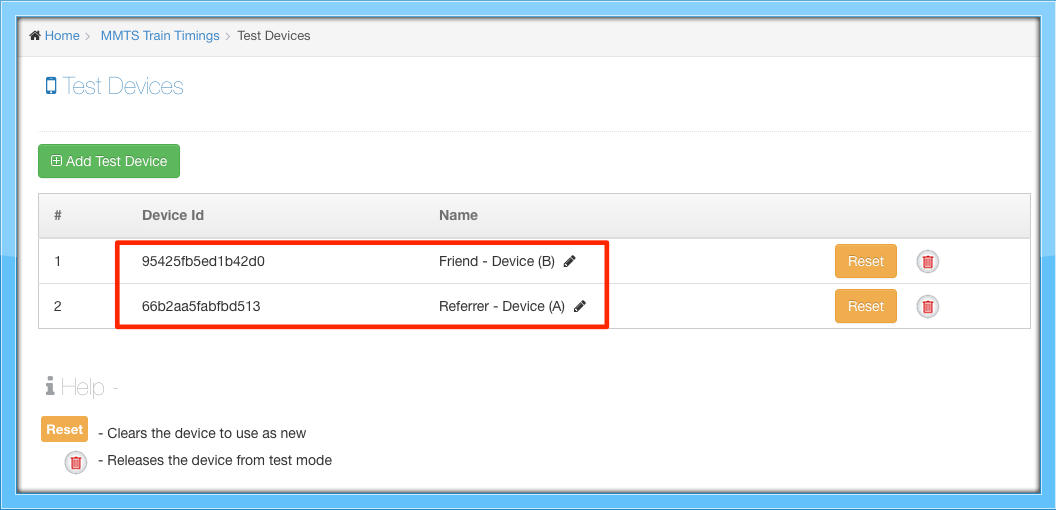 Home > MMTS Train Timings > Test Devices
Test Devices
Add Test Device
# Device Id Name
1 95425fb5ed1b42d0 Friend - Device (B) Reset
2 66b2aa5fabfbd513 Referrer - Device (A) Reset
Help -
Reset - Clears the device to use as new
- Releases the device from test mode